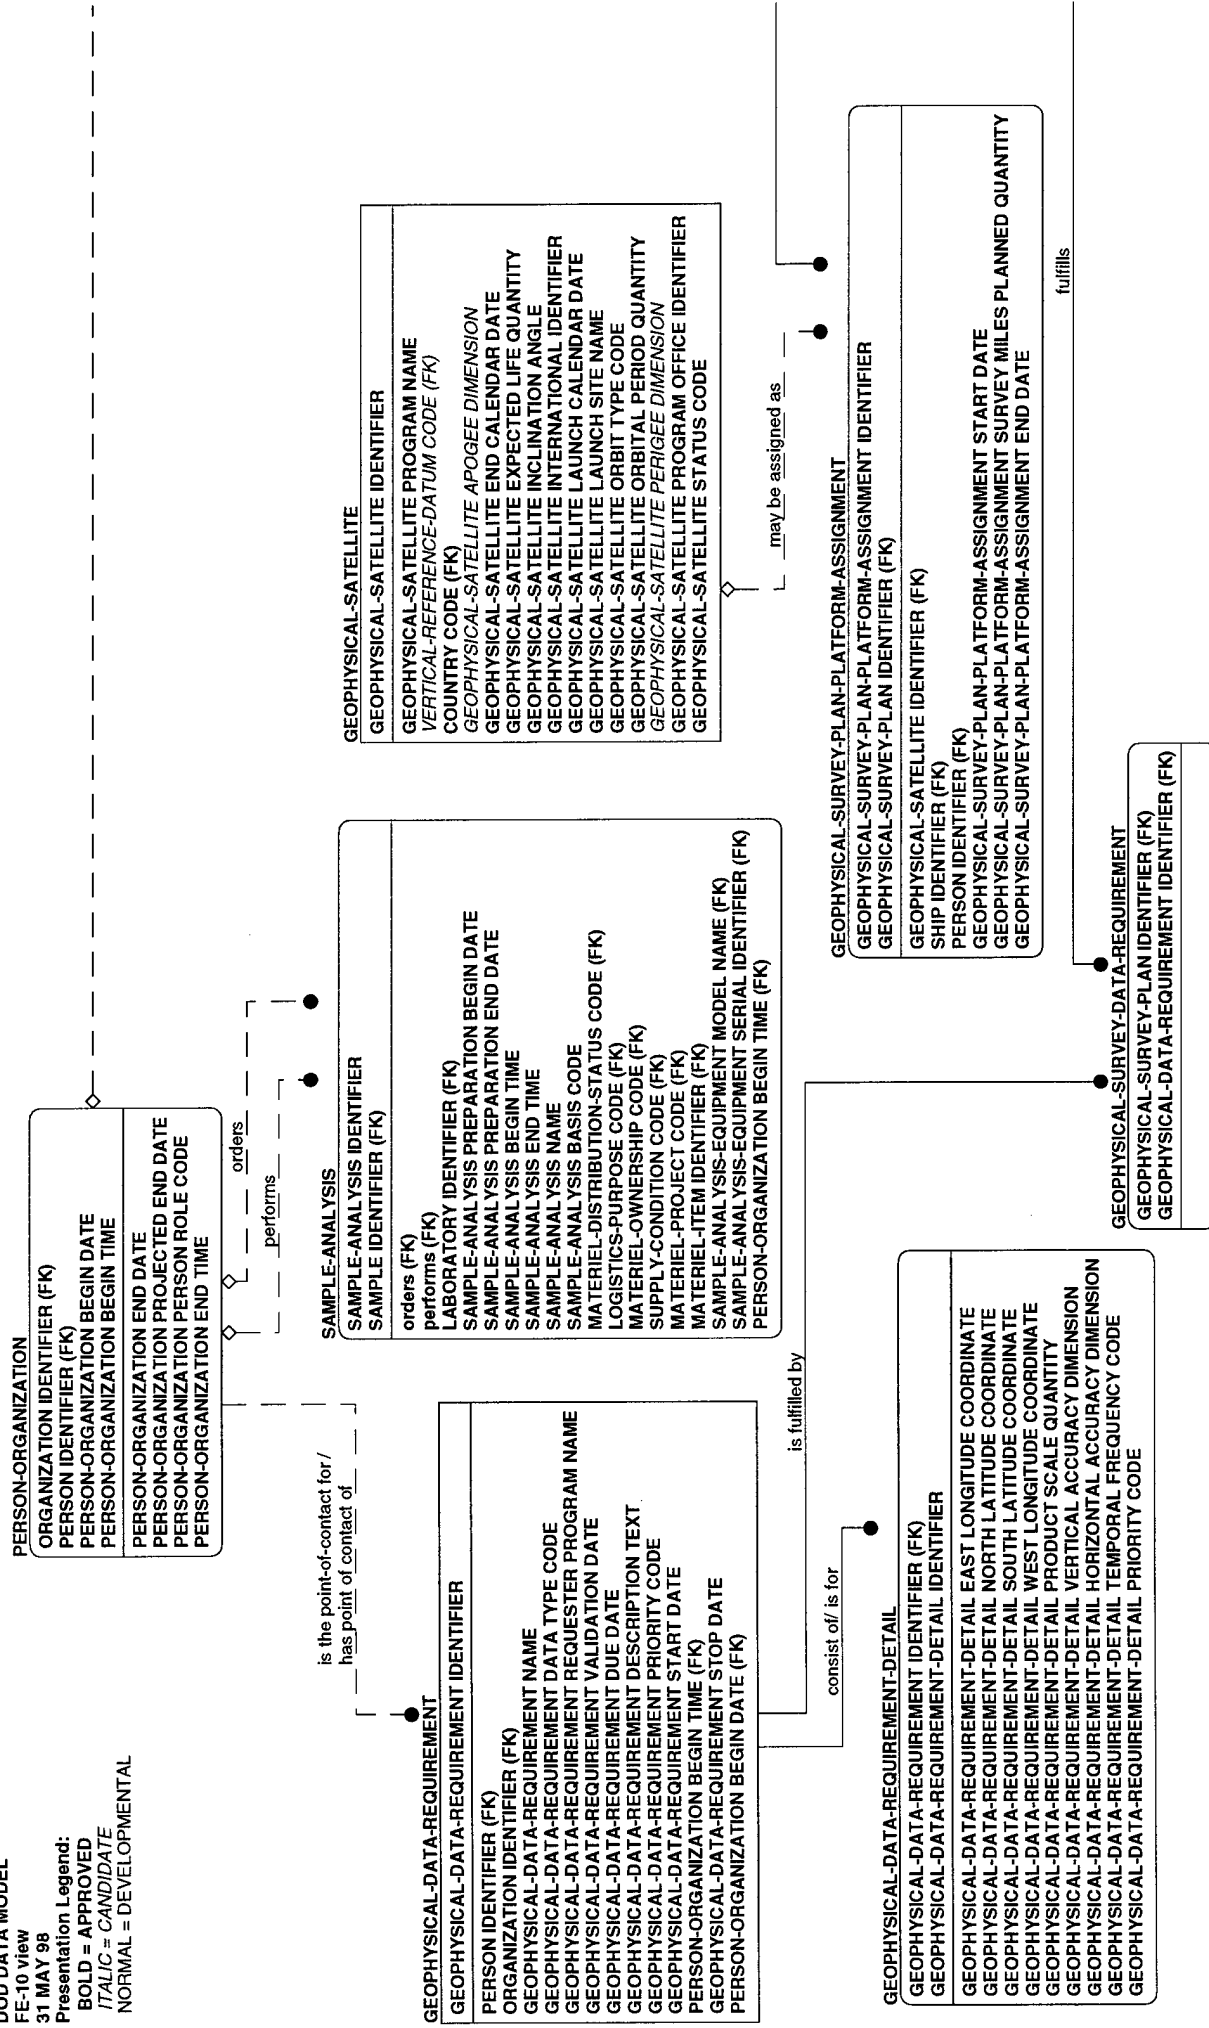 DOD DATA MODEL
FE-10 view
31 MAY 98
Presentation Legend:
BOLD = APPROVED
ITALIC = CANDIDATE
NORMAL = DEVELOPMENTAL
PERSON-ORGANIZATION
ORGANIZATION IDENTIFIER (FK)
PERSON IDENTIFIER (FK)
PERSON-ORGANIZATION BEGIN DATE
PERSON-ORGANIZATION BEGIN TIME
PERSON-ORGANIZATION END DATE
PERSON-ORGANIZATION PROJECTED END DATE
PERSON-ORGANIZATION PERSON ROLE CODE
PERSON-ORGANIZATION END TIME
orders
performs
is the point-of-contact for /
has point of contact of
SAMPLE-ANALYSIS
SAMPLE-ANALYSIS IDENTIFIER
SAMPLE IDENTIFIER (FK)
orders (FK)
performs (FK)
LABORATORY IDENTIFIER (FK)
SAMPLE-ANALYSIS PREPARATION BEGIN DATE
SAMPLE-ANALYSIS PREPARATION END DATE
SAMPLE-ANALYSIS BEGIN TIME
SAMPLE-ANALYSIS END TIME
SAMPLE-ANALYSIS NAME
SAMPLE-ANALYSIS BASIS CODE
MATERIEL-DISTRIBUTION-STATUS CODE (FK)
LOGISTICS-PURPOSE CODE (FK)
MATERIEL-OWNERSHIP CODE (FK)
SUPPLY-CONDITION CODE (FK)
MATERIEL-PROJECT CODE (FK)
MATERIEL-ITEM IDENTIFIER (FK)
SAMPLE-ANALYSIS-EQUIPMENT MODEL NAME (FK)
SAMPLE-ANALYSIS-EQUIPMENT SERIAL IDENTIFIER (FK)
PERSON-ORGANIZATION BEGIN TIME (FK)
GEOPHYSICAL-SATELLITE
GEOPHYSICAL-SATELLITE IDENTIFIER
GEOPHYSICAL-SATELLITE PROGRAM NAME
VERTICAL-REFERENCE-DATUM CODE (FK)
COUNTRY CODE (FK)
GEOPHYSICAL-SATELLITE APOGEE DIMENSION
GEOPHYSICAL-SATELLITE END CALENDAR DATE
GEOPHYSICAL-SATELLITE EXPECTED LIFE QUANTITY
GEOPHYSICAL-SATELLITE INCLINATION ANGLE
GEOPHYSICAL-SATELLITE INTERNATIONAL IDENTIFIER
GEOPHYSICAL-SATELLITE LAUNCH CALENDAR DATE
GEOPHYSICAL-SATELLITE LAUNCH SITE NAME
GEOPHYSICAL-SATELLITE ORBIT TYPE CODE
GEOPHYSICAL-SATELLITE ORBITAL PERIOD QUANTITY
GEOPHYSICAL-SATELLITE PERIGEE DIMENSION
GEOPHYSICAL-SATELLITE PROGRAM OFFICE IDENTIFIER
GEOPHYSICAL-SATELLITE STATUS CODE
may be assigned as
GEOPHYSICAL-DATA-REQUIREMENT
GEOPHYSICAL-DATA-REQUIREMENT IDENTIFIER
PERSON IDENTIFIER (FK)
ORGANIZATION IDENTIFIER (FK)
GEOPHYSICAL-DATA-REQUIREMENT NAME
GEOPHYSICAL-DATA-REQUIREMENT DATA TYPE CODE
GEOPHYSICAL-DATA-REQUIREMENT REQUESTER PROGRAM NAME
GEOPHYSICAL-DATA-REQUIREMENT VALIDATION DATE
GEOPHYSICAL-DATA-REQUIREMENT DUE DATE
GEOPHYSICAL-DATA-REQUIREMENT DESCRIPTION TEXT
GEOPHYSICAL-DATA-REQUIREMENT PRIORITY CODE
GEOPHYSICAL-DATA-REQUIREMENT START DATE
PERSON-ORGANIZATION BEGIN TIME (FK)
GEOPHYSICAL-DATA-REQUIREMENT STOP DATE
PERSON-ORGANIZATION BEGIN DATE (FK)
is fulfilled by
consist of/ is for
GEOPHYSICAL-SURVEY-PLAN-PLATFORM-ASSIGNMENT
GEOPHYSICAL-SURVEY-PLAN-PLATFORM-ASSIGNMENT IDENTIFIER
GEOPHYSICAL-SURVEY-PLAN IDENTIFIER (FK)
GEOPHYSICAL-SATELLITE IDENTIFIER (FK)
SHIP IDENTIFIER (FK)
PERSON IDENTIFIER (FK)
GEOPHYSICAL-SURVEY-PLAN-PLATFORM-ASSIGNMENT START DATE
GEOPHYSICAL-SURVEY-PLAN-PLATFORM-ASSIGNMENT SURVEY MILES PLANNED QUANTITY
GEOPHYSICAL-SURVEY-PLAN-PLATFORM-ASSIGNMENT END DATE
fulfills
GEOPHYSICAL-DATA-REQUIREMENT-DETAIL
GEOPHYSICAL-DATA-REQUIREMENT IDENTIFIER (FK)
GEOPHYSICAL-DATA-REQUIREMENT-DETAIL IDENTIFIER
GEOPHYSICAL-DATA-REQUIREMENT-DETAIL EAST LONGITUDE COORDINATE
GEOPHYSICAL-DATA-REQUIREMENT-DETAIL NORTH LATITUDE COORDINATE
GEOPHYSICAL-DATA-REQUIREMENT-DETAIL SOUTH LATITUDE COORDINATE
GEOPHYSICAL-DATA-REQUIREMENT-DETAIL WEST LONGITUDE COORDINATE
GEOPHYSICAL-DATA-REQUIREMENT-DETAIL PRODUCT SCALE QUANTITY
GEOPHYSICAL-DATA-REQUIREMENT-DETAIL VERTICAL ACCURACY DIMENSION
GEOPHYSICAL-DATA-REQUIREMENT-DETAIL HORIZONTAL ACCURACY DIMENSION
GEOPHYSICAL-DATA-REQUIREMENT-DETAIL TEMPORAL FREQUENCY CODE
GEOPHYSICAL-DATA-REQUIREMENT-DETAIL PRIORITY CODE
GEOPHYSICAL-SURVEY-DATA-REQUIREMENT
GEOPHYSICAL-SURVEY-PLAN IDENTIFIER (FK)
GEOPHYSICAL-DATA-REQUIREMENT IDENTIFIER (FK)